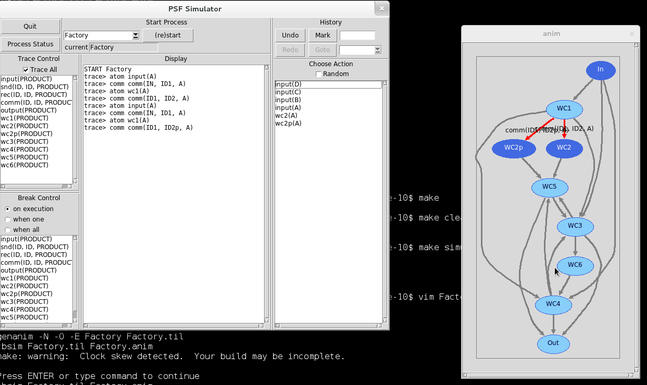 PSF Simulator
Quit
Process Status
Start Process
Factory
(re)start
current Factory
History
Undo
Mark
Redo
Goto
Trace Control
Trace All
input(PRODUCT)
snd(ID, ID, PRODUCT)
rec(ID, ID, PRODUCT)
comm(ID, ID, PRODUCT)
output(PRODUCT)
wc1(PRODUCT)
wc2(PRODUCT)
wc2p(PRODUCT)
wc3(PRODUCT)
wc4(PRODUCT)
wc5(PRODUCT)
wc6(PRODUCT)
Break Control
on execution
when one
when all
input(PRODUCT)
snd(ID, ID, PRODUCT)
rec(ID, ID, PRODUCT)
comm(ID, ID, PRODUCT)
output(PRODUCT)
wc1(PRODUCT)
wc2(PRODUCT)
wc2p(PRODUCT)
wc3(PRODUCT)
wc4(PRODUCT)
wc5(PRODUCT)
Display
START Factory
trace> atom input(A)
trace> comm comm(IN, ID1, A)
trace> atom wc1(A)
trace> comm comm(ID1, ID2, A)
trace> atom input(A)
trace> comm comm(IN, ID1, A)
trace> atom wc1(A)
trace> comm comm(ID1, ID2p, A)
Choose Action
Random
input(D)
input(C)
input(B)
input(A)
wc2(A)
wc2p(A)
e-10$ make
e-10$ make clea
e-10$ make simu
e-10$ vim Facto
genanim -N -O -E Factory Factory.til
tbsim Factory.til Factory.anim
make: warning:  Clock skew detected.  Your build may be incomplete.
Press ENTER or type command to continue
anim
In
WC1
WC2p
WC2
WC5
WC3
WC6
WC4
Out